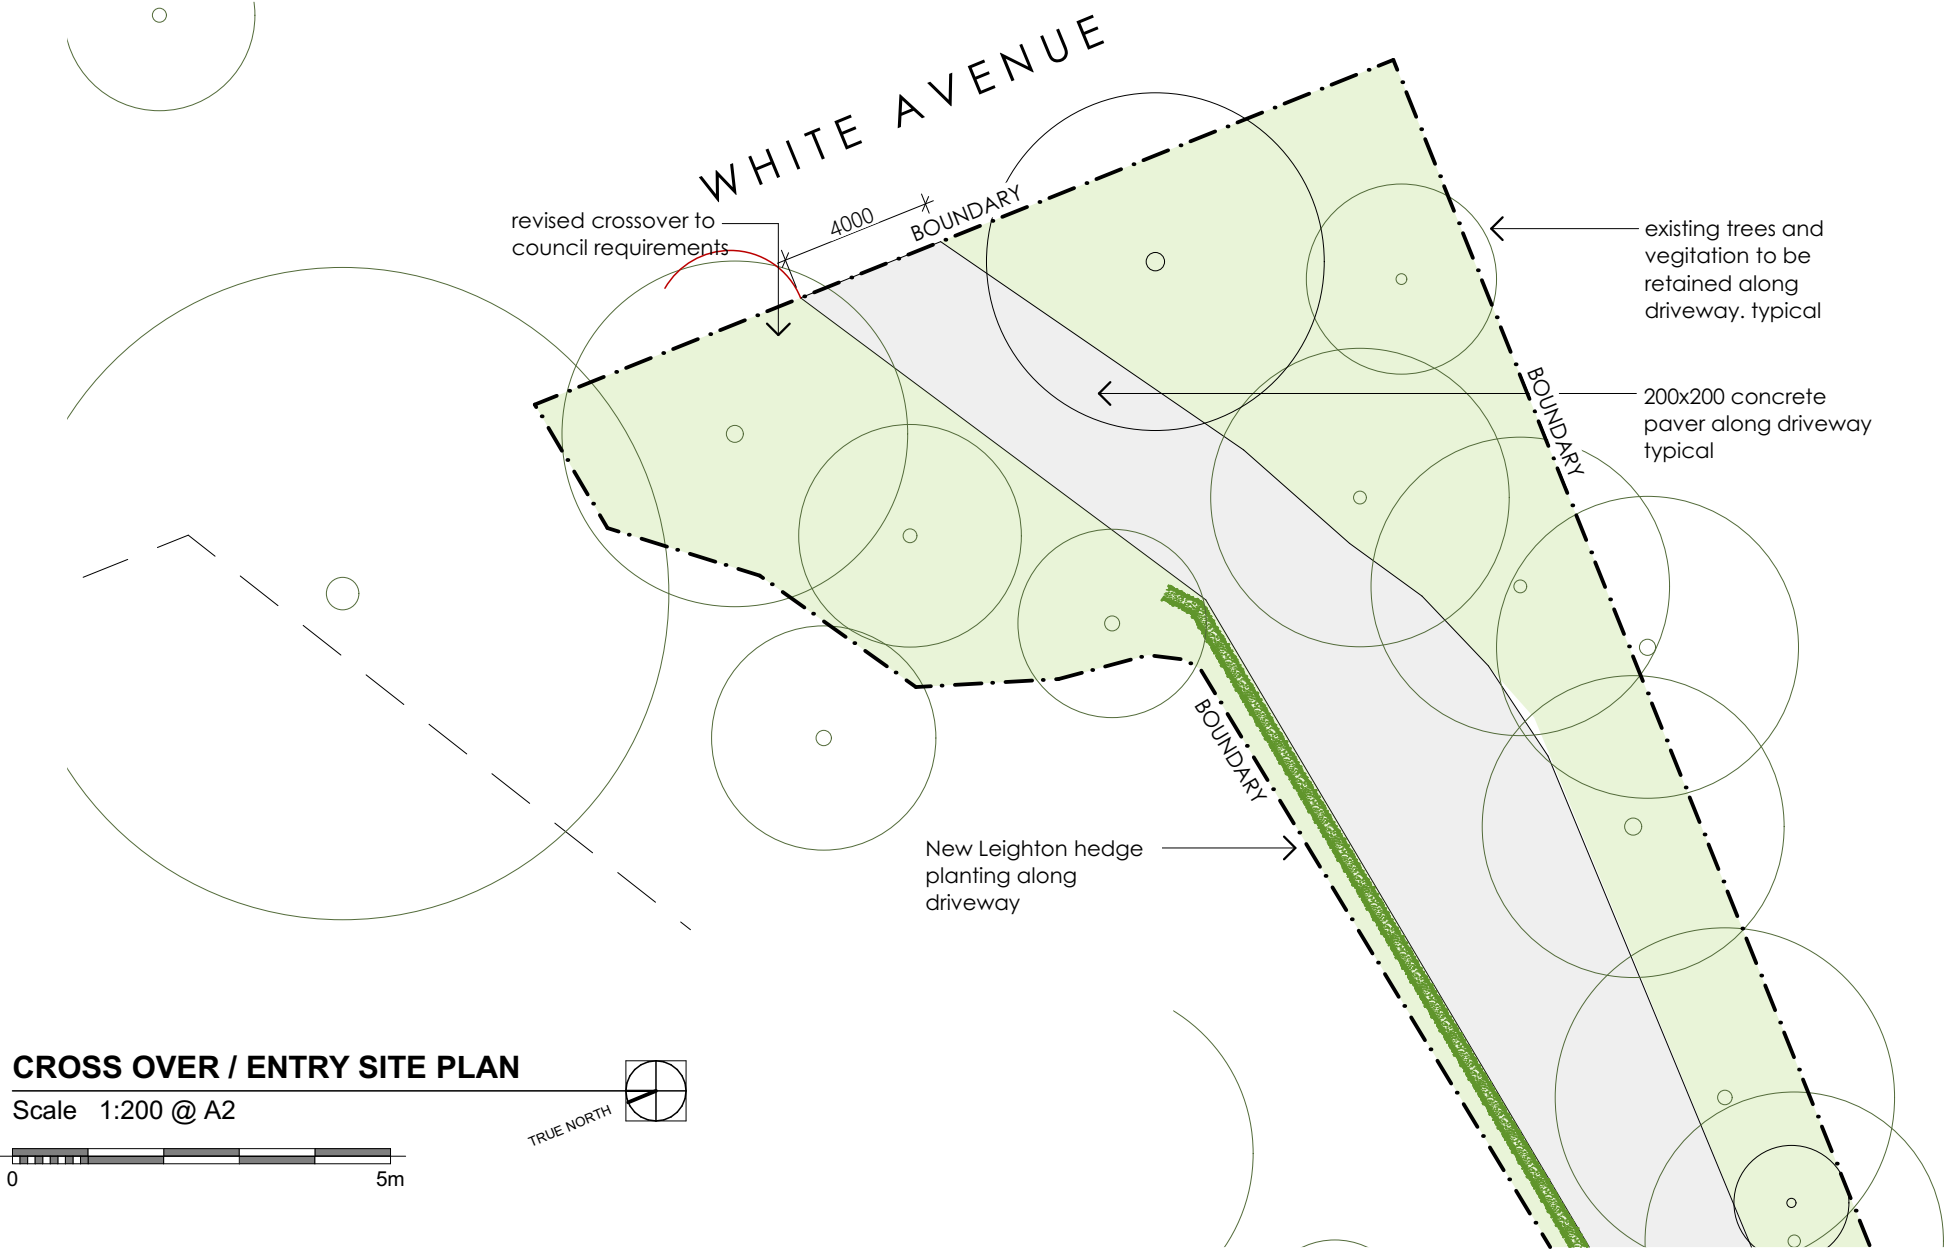 WHITE AVENUE
revised crossover to
council requirements
4000
BOUNDARY
existing trees and
vegitation to be
retained along
driveway. typical
BOUNDARY
200x200 concrete
paver along driveway
typical
BOUNDARY
New Leighton hedge
planting along
driveway
CROSS OVER / ENTRY SITE PLAN
Scale 1:200 @ A2
TRUE NORTH
0 5m